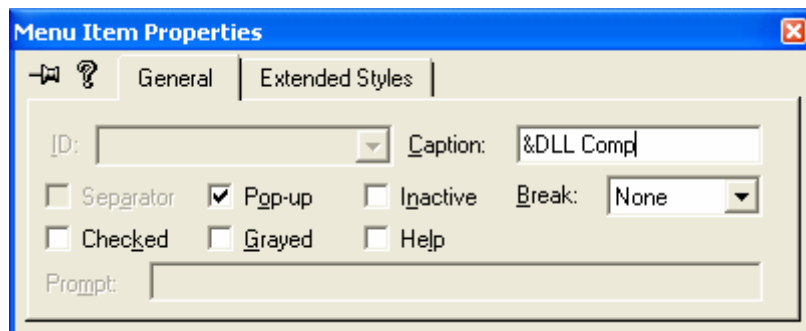 Menu Item Properties
General Extended Styles
ID: Caption: &DLL Comp
Separator Pop-up Inactive Break: None
Checked Grayed Help
Prompt: